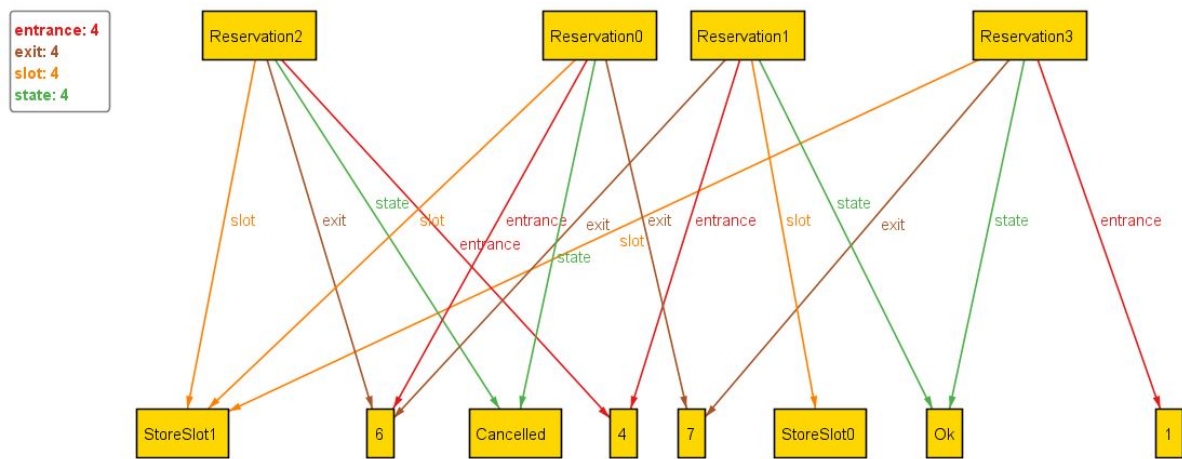 entrance: 4
exit: 4
slot: 4
state: 4
Reservation2
Reservation0
Reservation1
Reservation3
state
state
slot
exit
slot
entrance
exit
exit
entrance
slot
exit
state
entrance
entrance
slot
state
StoreSlot1
6
Cancelled
4
7
StoreSlot0
Ok
1